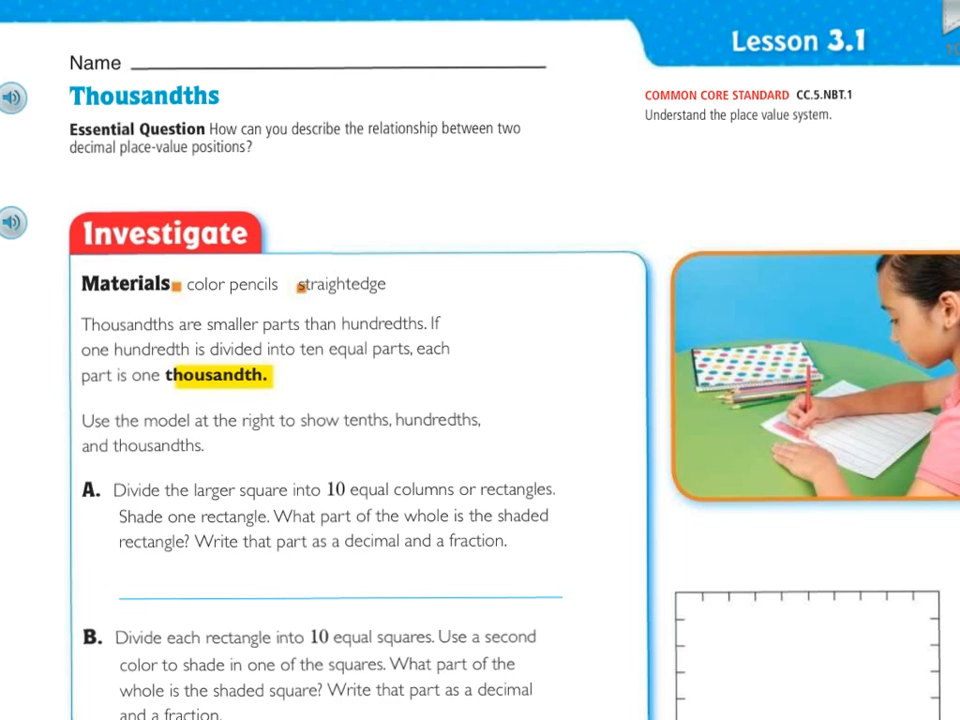 Lesson 3.1
Name
Thousandths
COMMON CORE STANDARD CC.5.NBT.1
Understand the place value system.
Essential Question How can you describe the relationship between two
decimal place-value positions?
Investigate
Materials color pencils straightedge
Thousandths are smaller parts than hundredths. If
one hundredth is divided into ten equal parts, each
part is one thousandth.
Use the model at the right to show tenths, hundredths,
and thousandths.
A. Divide the larger square into 10 equal columns or rectangles.
Shade one rectangle. What part of the whole is the shaded
rectangle? Write that part as a decimal and a fraction.
B. Divide each rectangle into 10 equal squares. Use a second
color to shade in one of the squares. What part of the
whole is the shaded square? Write that part as a decimal
and a fraction.